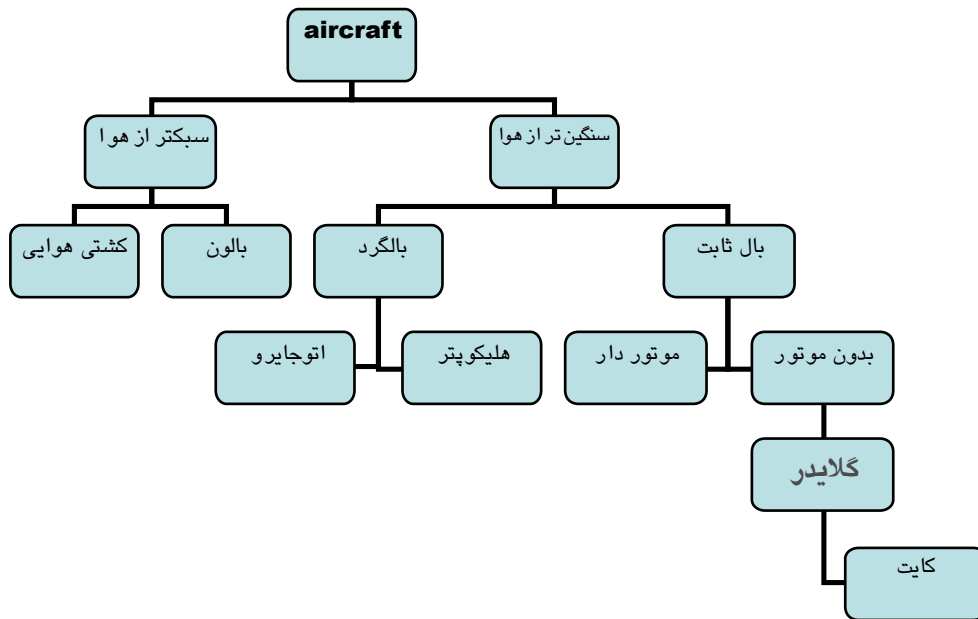 aircraft
سبکتر از هوا
سنگین‌تر از هوا
کشتی هوایی
بالون
بالگرد
بال ثابت
اتوجایرو
هلیکوپتر
موتور دار
بدون موتور
گلایدر
کایت